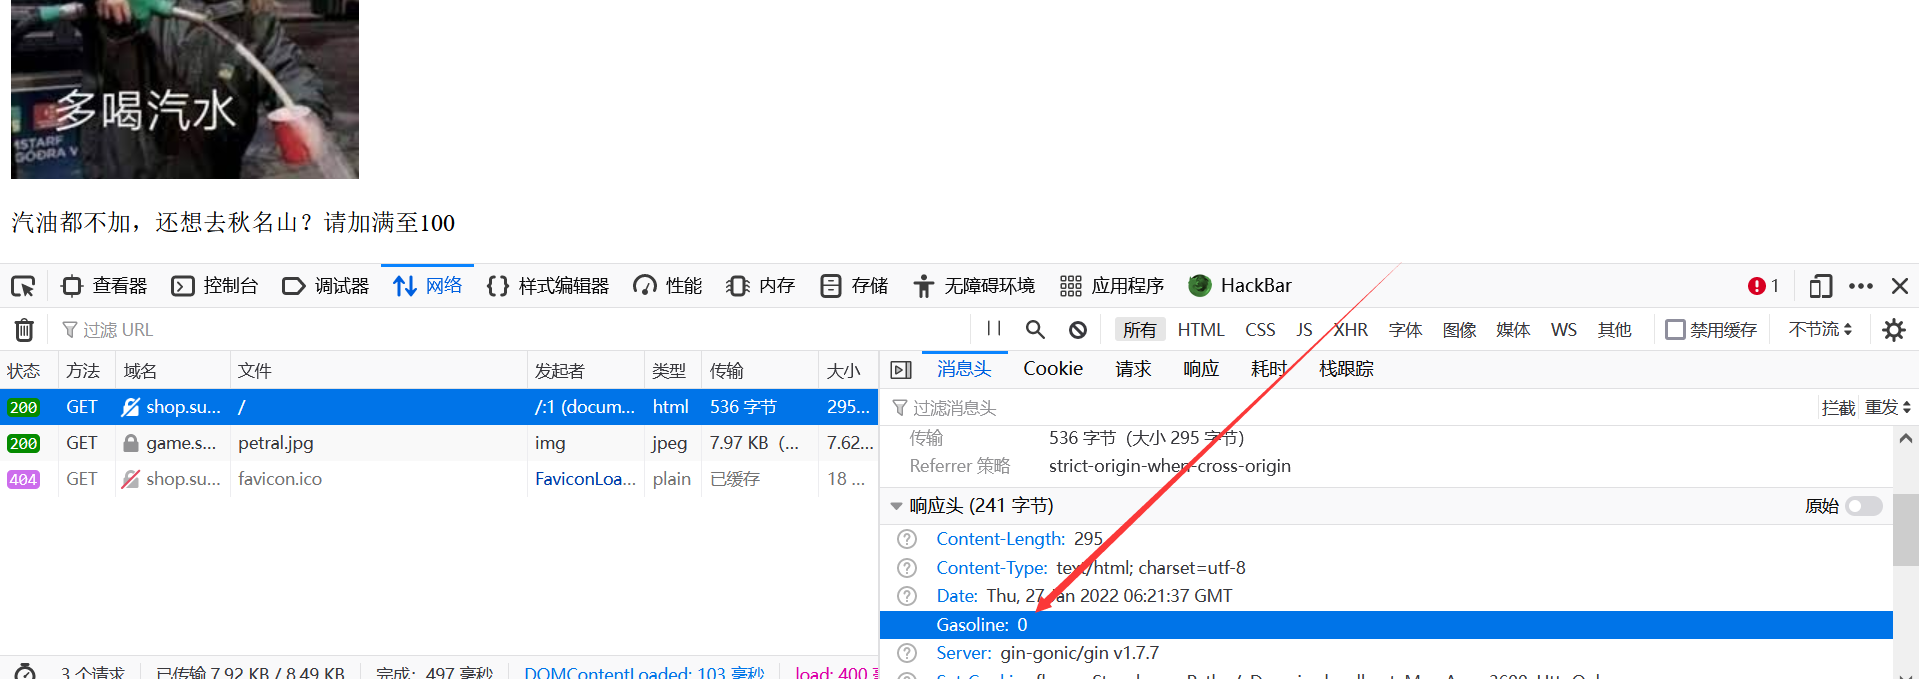 多喝汽水
MSTARF
GÓDRA V
汽油都不加，还想去秋名山？请加满至100
查看器 控制台 调试器 网络 样式编辑器 性能 内存 存储 无障碍环境 应用程序 HackBar 1
过滤 URL 所有 HTML CSS JS XHR 字体 图像 媒体 WS 其他 禁用缓存 不节流
状态 方法 域名 文件 发起者 类型 传输 大小
200 GET shop.su... / /:1 (docum... html 536 字节 295...
200 GET game.s... petral.jpg img jpeg 7.97 KB (... 7.62...
404 GET shop.su... favicon.ico FaviconLoa... plain 已缓存 18 ...
3 个请求 已传输 7.92 KB / 8.49 KB 完成：497 毫秒 DOMContentLoaded: 103 毫秒 load: 400
消息头 Cookie 请求 响应 耗时 栈跟踪
过滤消息头 拦截 重发
传输 536 字节（大小 295 字节）
Referrer 策略 strict-origin-when-cross-origin
响应头 (241 字节) 原始
Content-Length: 295
Content-Type: text/html; charset=utf-8
Date: Thu, 27 Jan 2022 06:21:37 GMT
Gasoline: 0
Server: gin-gonic/gin v1.7.7